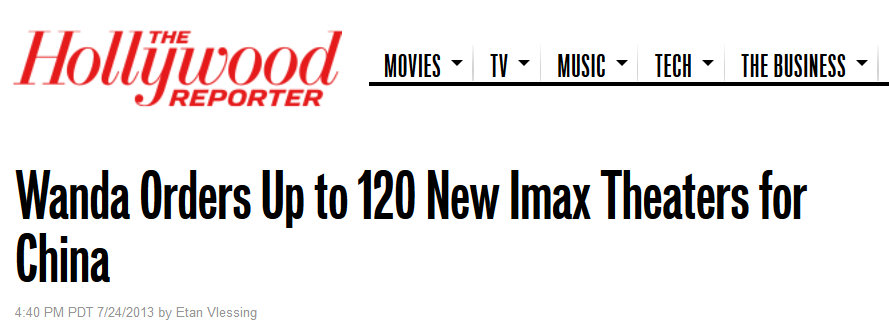 THE
Hollywood
REPORTER
MOVIES TV MUSIC TECH THE BUSINESS
Wanda Orders Up to 120 New Imax Theaters for
China
4:40 PM PDT 7/24/2013 by Etan Vlessing